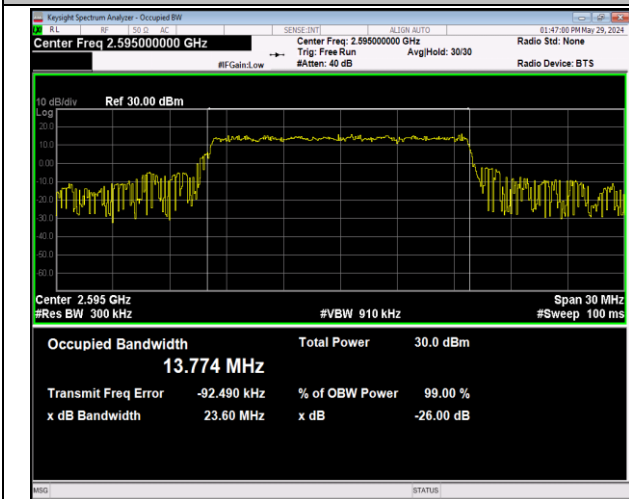 Keysight Spectrum Analyzer - Occupied BW
RL RF 50 Ω AC SENSE:INT ALIGN AUTO 01:47:00 PM May 29, 2024
Center Freq 2.595000000 GHz Center Freq: 2.595000000 GHz Radio Std: None
Trig: Free Run Avg|Hold: 30/30
#IFGain:Low #Atten: 40 dB Radio Device: BTS
10 dB/div Ref 30.00 dBm
Log
20.0
10.0
0.00
-10.0
-20.0
-30.0
-40.0
-50.0
-60.0
Center 2.595 GHz Span 30 MHz
#Res BW 300 kHz #VBW 910 kHz #Sweep 100 ms
Occupied Bandwidth Total Power 30.0 dBm
13.774 MHz
Transmit Freq Error -92.490 kHz % of OBW Power 99.00 %
x dB Bandwidth 23.60 MHz x dB -26.00 dB
MSG STATUS